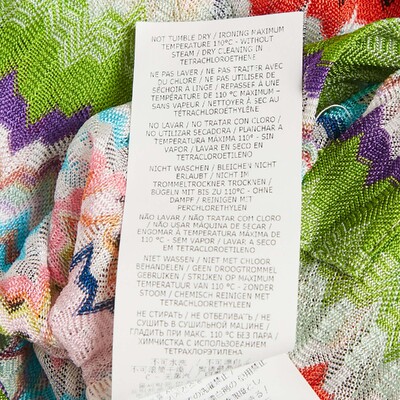 NOT TUMBLE DRY / IRONING MAXIMUM
TEMPERATURE 110°C - WITHOUT
STEAM / DRY CLEANING IN
TETRACHLOROETHENE
NE PAS LAVER / NE PAS TRAITER AVEC
DU CHLORE / NE PAS UTILISER DE
SÉCHOIR À LINGE / REPASSER À UNE
TEMPÉRATURE DE 110 °C MAXIMUM –
SANS VAPEUR / NETTOYER À SEC AU
TÉTRACHLOROÉTHYLÈNE
NO LAVAR / NO TRATAR CON CLORO /
NO UTILIZAR SECADORA / PLANCHAR A
TEMPERATURA MÁXIMA 110° - SIN
VAPOR / LAVAR EN SECO EN
TETRACLOROETILENO
NICHT WASCHEN / BLEICHEN NICHT
ERLAUBT / NICHT IM
TROMMELTROCKNER TROCKNEN /
BÜGELN MIT BIS ZU 110°C - OHNE
DAMPF / REINIGEN MIT
PERCHLORETHYLEN
NÃO LAVAR / NÃO TRATAR COM CLORO
/ NÃO USAR MÁQUINA DE SECAR /
ENGOMAR À TEMPERATURA MÁXIMA DE
110 °C - SEM VAPOR / LAVAR A SECO
EM TETRACLOROETILENO
NIET WASSEN / NIET MET CHLOOR
BEHANDELEN / GEEN DROOGTROMMEL
GEBRUIKEN / STRIJKEN OP MAXIMUM
TEMPERATUUR VAN 110°C - ZONDER
STOOM / CHEMISCH REINIGEN MET
TETRACHLOORETHYLEEN
НЕ СТИРАТЬ / НЕ ОТБЕЛИВАТЬ / НЕ
СУШИТЬ В СУШИЛЬНОЙ МАШИНЕ /
ГЛАДИТЬ ПРИ МАКС. 110 °C БЕЗ ПАРА /
ХИМЧИСТКА С ИСПОЛЬЗОВАНИЕМ
ТЕТРАХЛОРЭТИЛЕНА